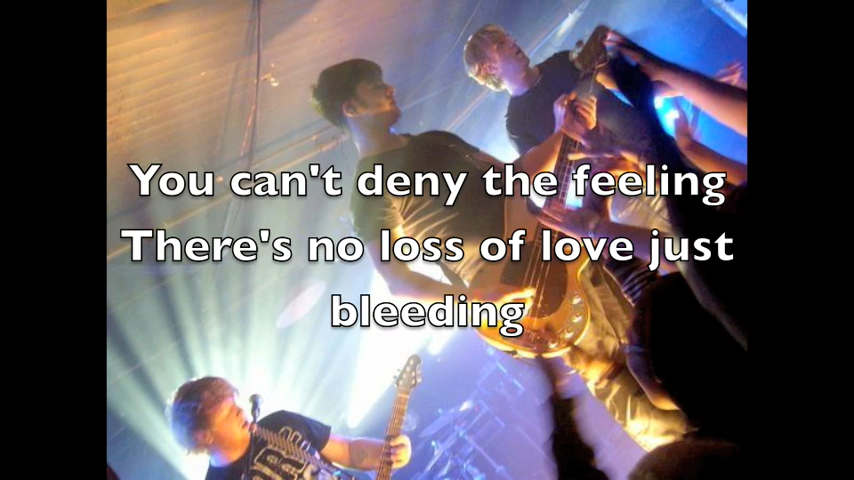 You can't deny the feeling
There's no loss of love just
bleeding